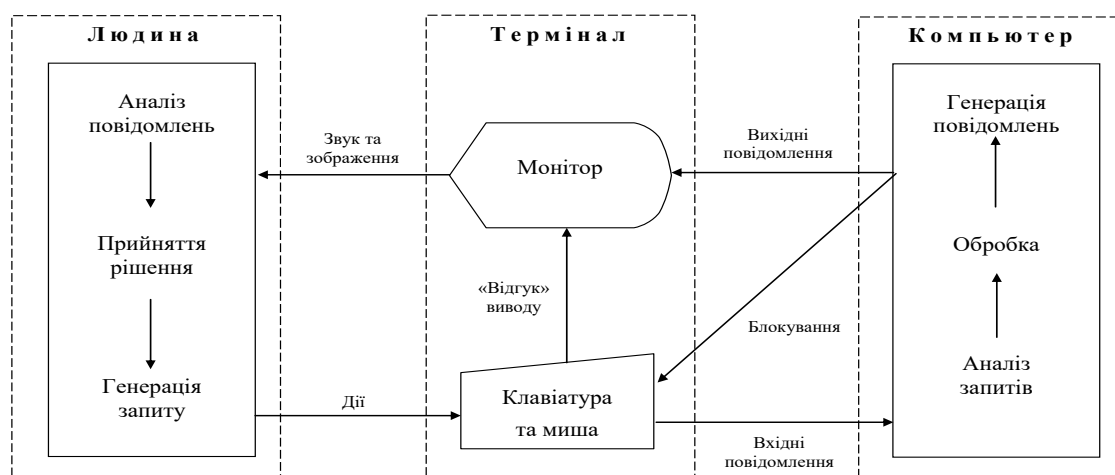 Людина
Аналіз
повідомлень
Прийняття
рішення
Генерація
запиту
Звук та
зображення
Дії
Термінал
Монітор
«Відгук»
виводу
Клавіатура
та миша
Вихідні
повідомлення
Блокування
Вхідні
повідомлення
Компьютер
Генерація
повідомлень
Обробка
Аналіз
запитів